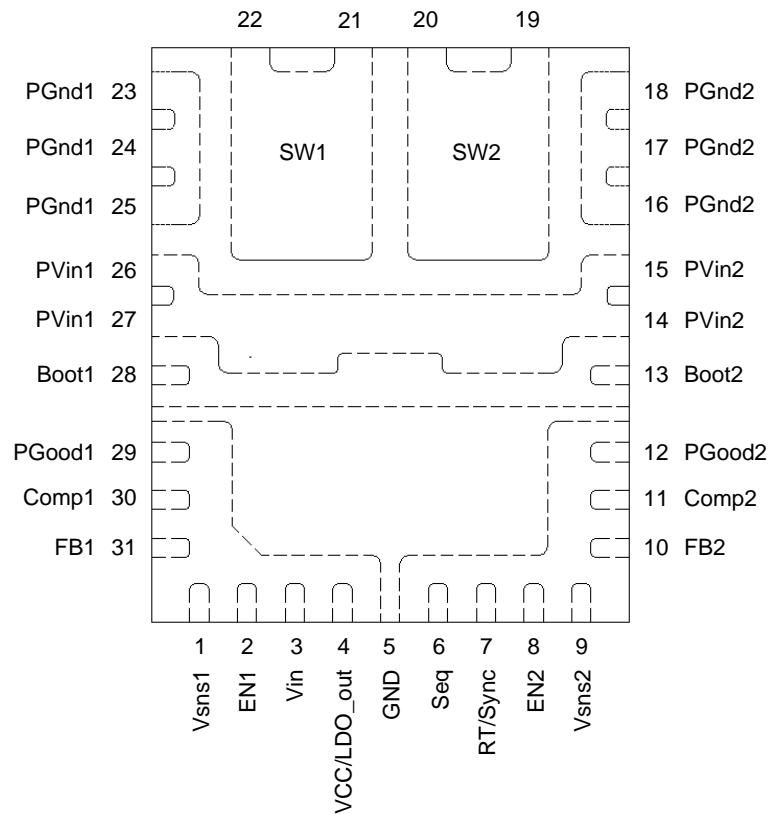 22 21 20 19
PGnd1 23
18 PGnd2
PGnd1 24
SW1
SW2
17 PGnd2
PGnd1 25
16 PGnd2
PVin1 26
15 PVin2
PVin1 27
14 PVin2
Boot1 28
13 Boot2
PGood1 29
12 PGood2
Comp1 30
11 Comp2
FB1 31
10 FB2
1 2 3 4 5 6 7 8 9
Vsns1
EN1
Vin
VCC/LDO_out
GND
Seq
RT/Sync
EN2
Vsns2